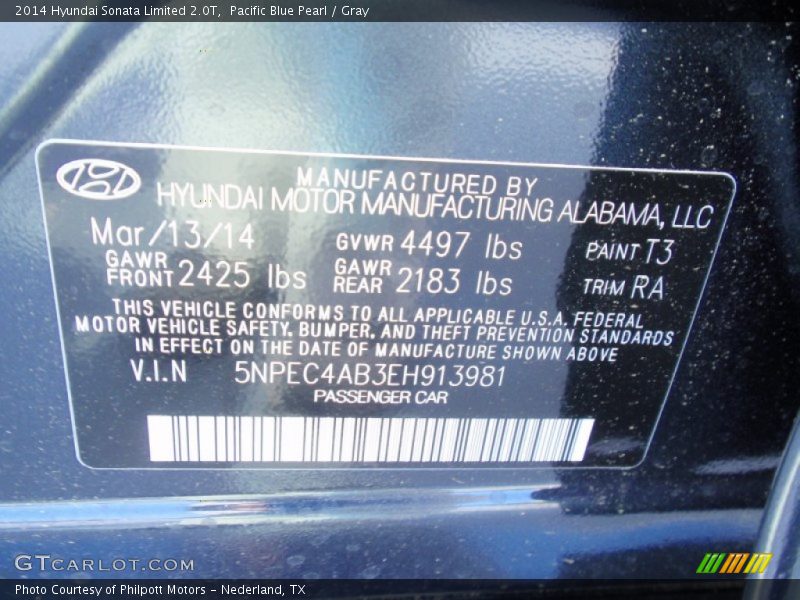 2014 Hyundai Sonata Limited 2.0T, Pacific Blue Pearl / Gray
MANUFACTURED BY
HYUNDAI MOTOR MANUFACTURING ALABAMA, LLC
Mar/13/14 GVWR 4497 lbs PAINT T3
GAWR FRONT 2425 lbs GAWR REAR 2183 lbs TRIM RA
THIS VEHICLE CONFORMS TO ALL APPLICABLE U.S.A. FEDERAL
MOTOR VEHICLE SAFETY, BUMPER, AND THEFT PREVENTION STANDARDS
IN EFFECT ON THE DATE OF MANUFACTURE SHOWN ABOVE
V.I.N 5NPEC4AB3EH913981
PASSENGER CAR
GTCARLOT.COM
Photo Courtesy of Philpott Motors - Nederland, TX